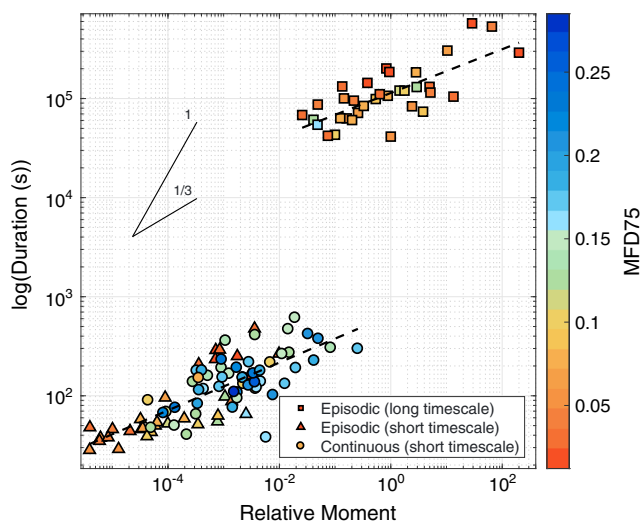 10^5
10^4
10^3
10^2
log(Duration (s))
1
1/3
Episodic (long timescale)
Episodic (short timescale)
Continuous (short timescale)
10^-4
10^-2
10^0
10^2
Relative Moment
0.25
0.2
0.15
0.1
0.05
MFD75